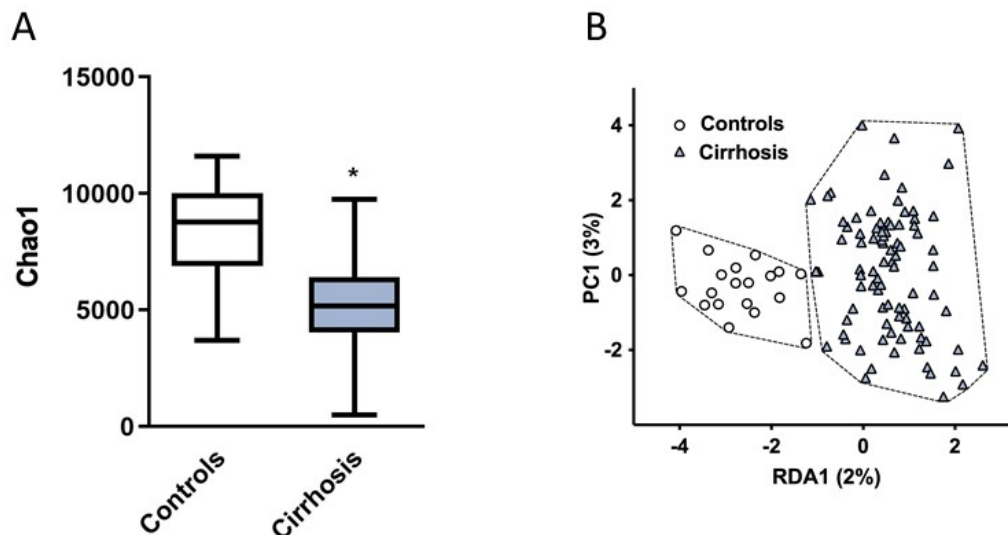 A
15000
10000
5000
0
Chao1
*
Controls
Cirrhosis
B
Controls
Cirrhosis
4
2
0
-2
PC1 (3%)
-4
-2
0
2
RDA1 (2%)